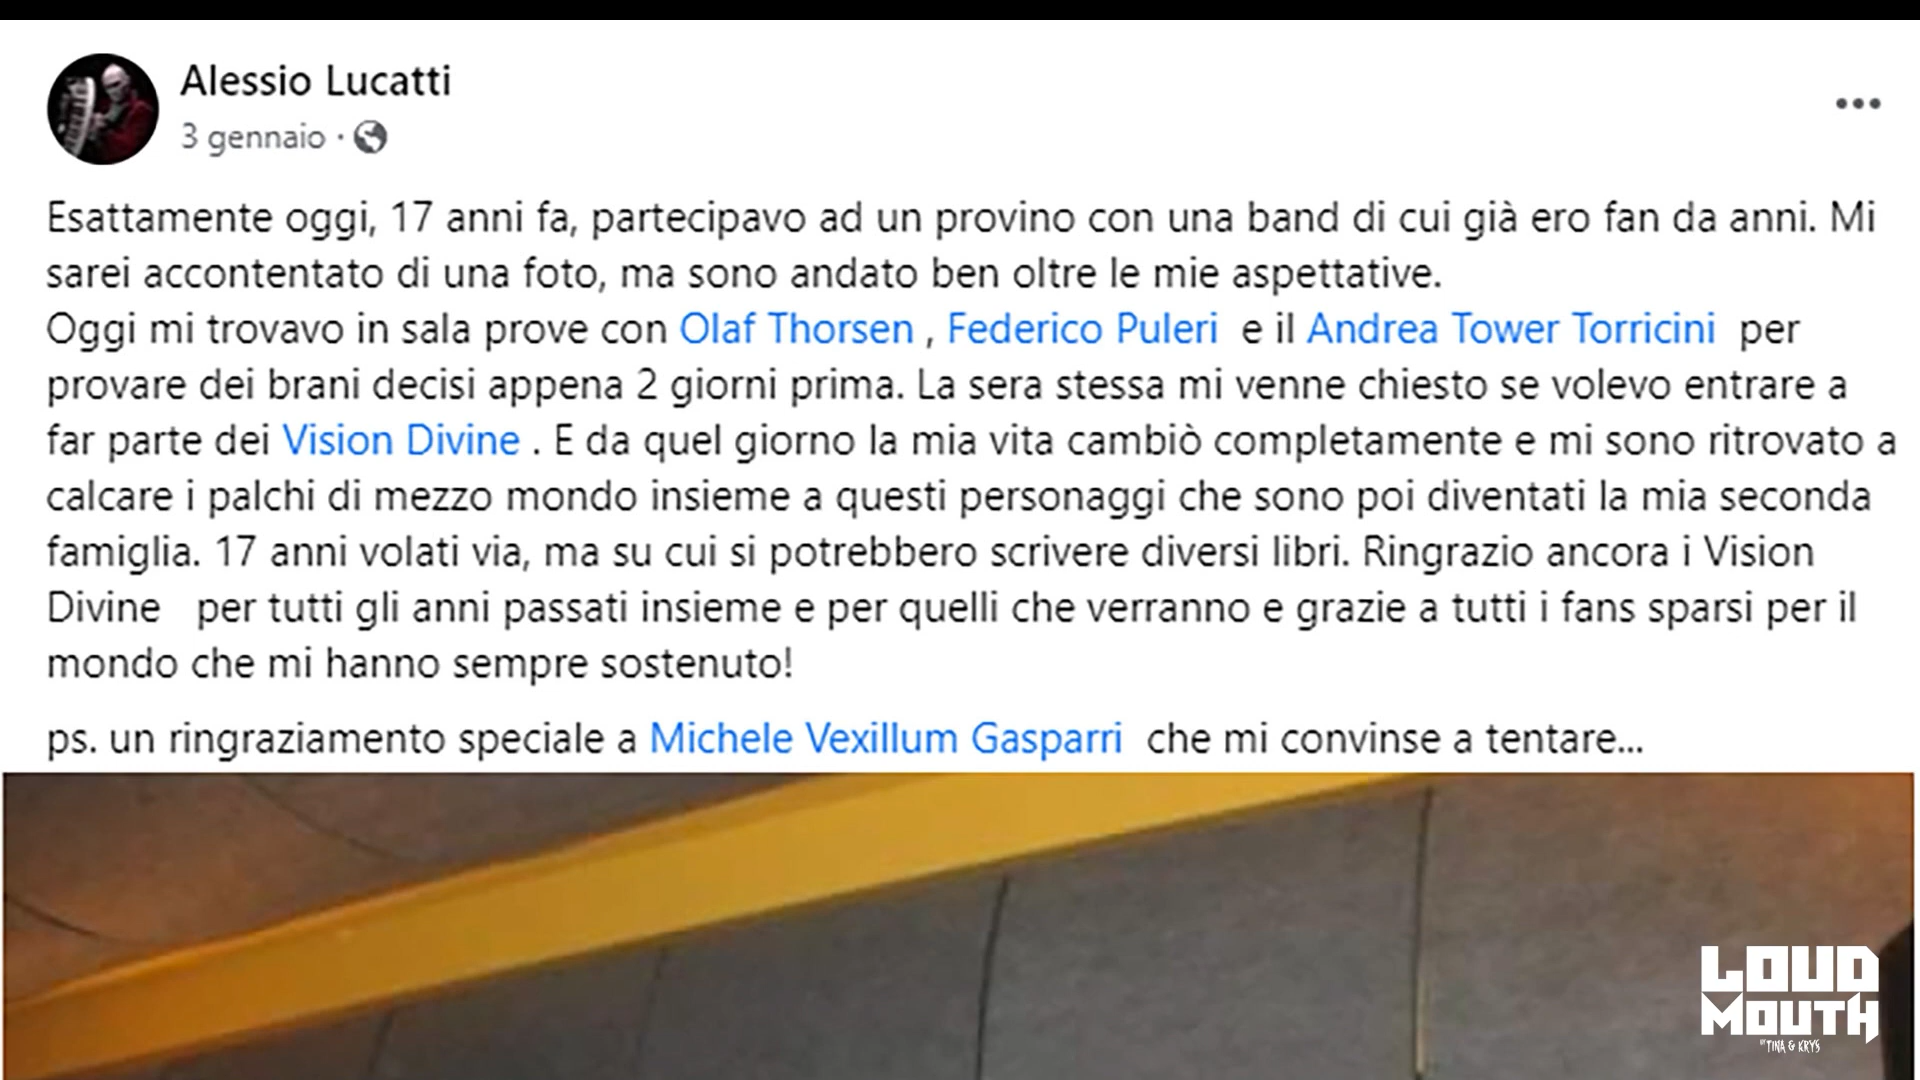 Alessio Lucatti
3 gennaio ·
Esattamente oggi, 17 anni fa, partecipavo ad un provino con una band di cui già ero fan da anni. Mi
sarei accontentato di una foto, ma sono andato ben oltre le mie aspettative.
Oggi mi trovavo in sala prove con Olaf Thorsen , Federico Puleri e il Andrea Tower Torricini per
provare dei brani decisi appena 2 giorni prima. La sera stessa mi venne chiesto se volevo entrare a
far parte dei Vision Divine . E da quel giorno la mia vita cambiò completamente e mi sono ritrovato a
calcare i palchi di mezzo mondo insieme a questi personaggi che sono poi diventati la mia seconda
famiglia. 17 anni volati via, ma su cui si potrebbero scrivere diversi libri. Ringrazio ancora i Vision
Divine per tutti gli anni passati insieme e per quelli che verranno e grazie a tutti i fans sparsi per il
mondo che mi hanno sempre sostenuto!
ps. un ringraziamento speciale a Michele Vexillum Gasparri che mi convinse a tentare...
LOUD
MOUTH
BY TINA & KRYS